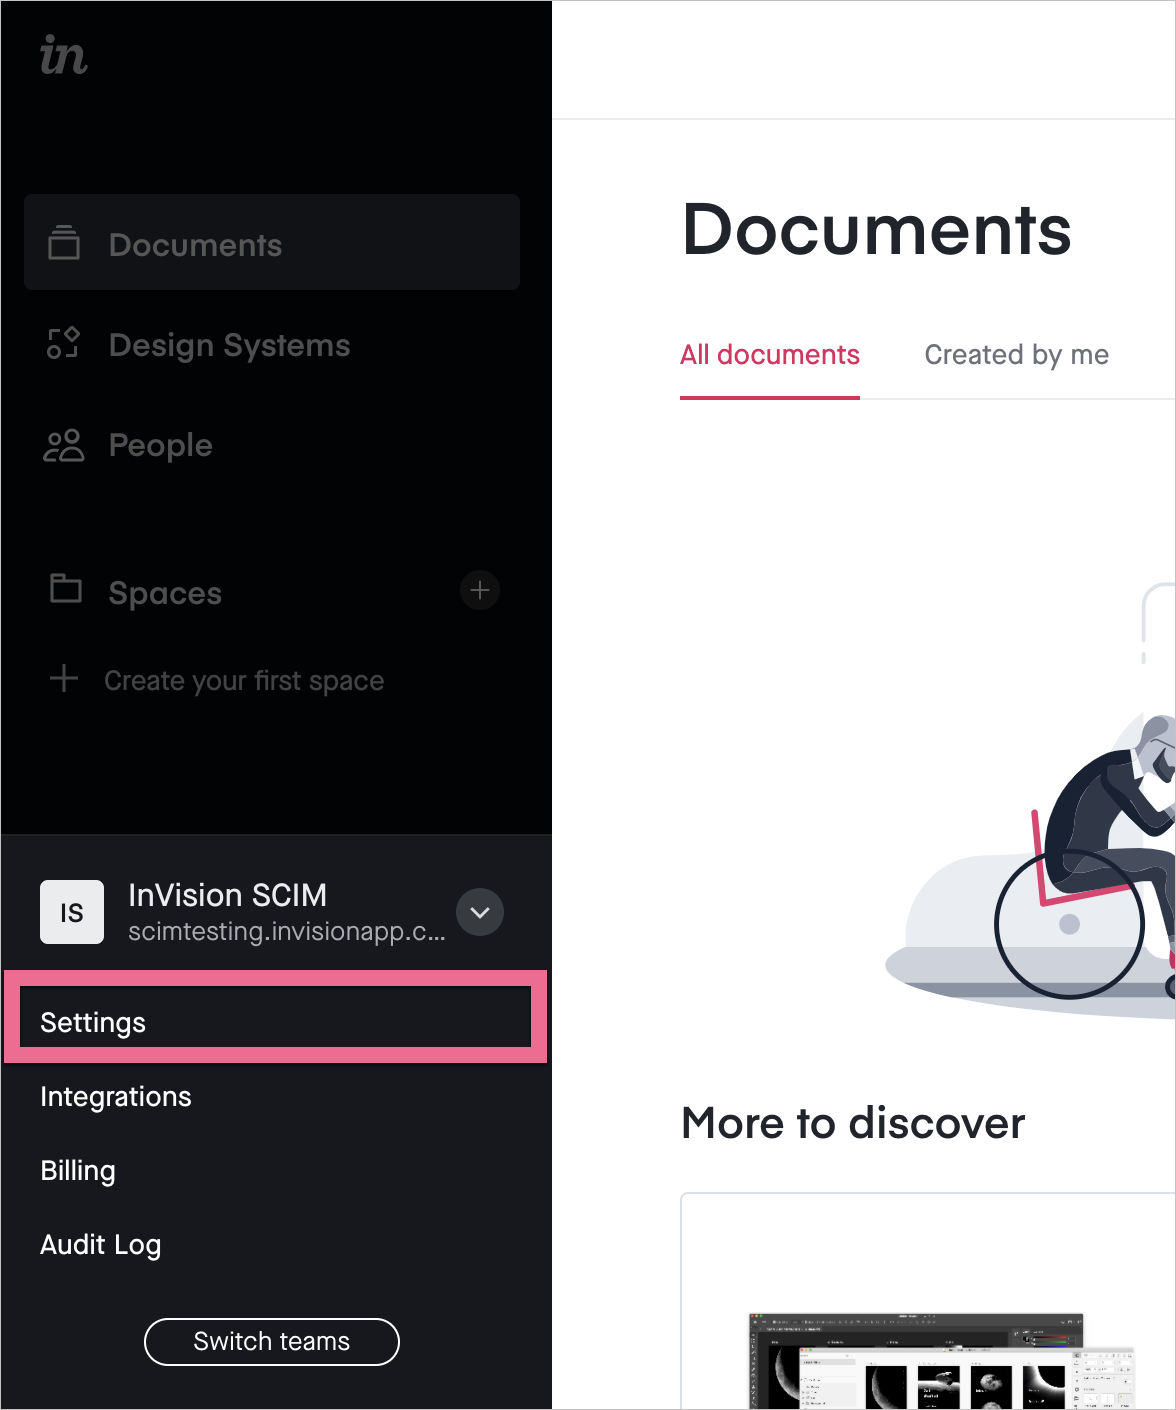 in
Documents
Design Systems
People
Spaces
Create your first space
IS
InVision SCIM
scimtesting.invisionapp.c...
Settings
Integrations
Billing
Audit Log
Switch teams
Documents
All documents
Created by me
More to discover